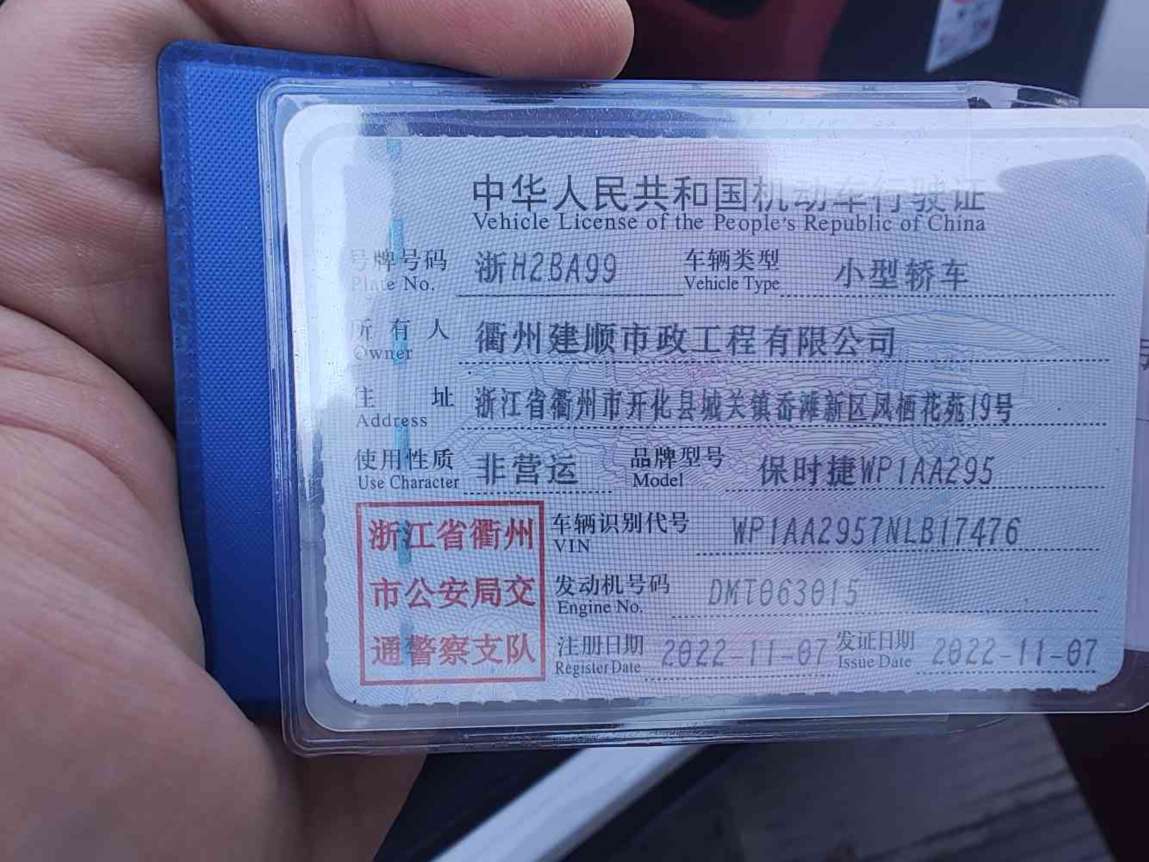 中华人民共和国机动车行驶证
Vehicle License of the People's Republic of China
号牌号码 浙H2BA99 车辆类型 小型轿车
Plate No. Vehicle Type
所有人 衢州建顺市政工程有限公司
Owner
住址 浙江省衢州市开化县城关镇岙滩新区凤栖花苑19号
Address
使用性质 非营运 品牌型号 保时捷WP1AA295
Use Character Model
浙江省衢州
市公安局交
通警察支队
车辆识别代号 WP1AA2957NLB17476
VIN
发动机号码 DMT063015
Engine No.
注册日期 2022-11-07 发证日期 2022-11-07
Register Date Issue Date